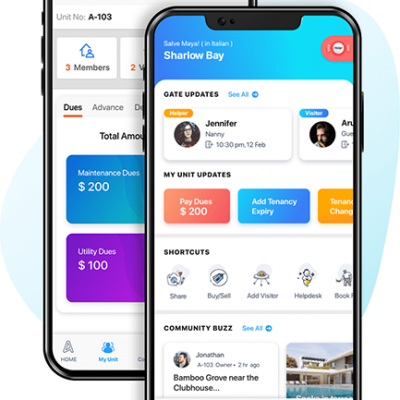 Unit No: A-103
3 Members
2
Dues
Advance
Total Amou
Maintenance Dues
$ 200
Utility Dues
$ 100
HOME
My Unit
Salve Maya! ( in Italian )
Sharlow Bay
GATE UPDATES
See All
Helper
Jennifer
Nanny
10:30 pm,12 Feb
Visitor
Aru
Gue
MY UNIT UPDATES
Pay Dues
$ 200
Add Tenancy
Expiry
Tenanc
Chang
SHORTCUTS
Share
Buy/Sell
Add Visitor
Helpdesk
Book F
COMMUNITY BUZZ
See All
Jonathan
A-103 Owner • 2 hr ago
Bamboo Grove near the
Clubhouse...